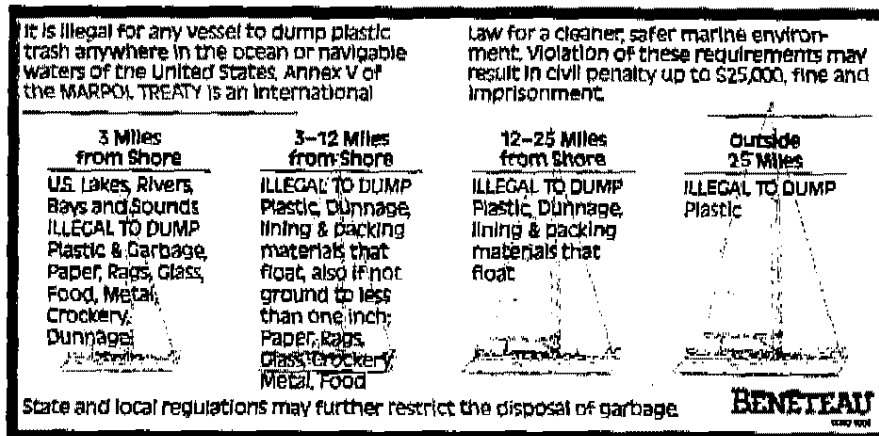 It is illegal for any vessel to dump plastic
trash anywhere in the ocean or navigable
waters of the United States. Annex V of
the MARPOL TREATY is an international
Law for a cleaner, safer marine environ-
ment. Violation of these requirements may
result in civil penalty up to $25,000, fine and
imprisonment.
3 Miles
from Shore
U.S. Lakes, Rivers,
Bays and Sounds
ILLEGAL TO DUMP
Plastic & Garbage,
Paper, Rags, Glass,
Food, Metal,
Crockery,
Dunnage
3-12 Miles
from Shore
ILLEGAL TO DUMP
Plastic, Dunnage,
lining & packing
materials that
float, also if not
ground to less
than one inch:
Paper, Rags,
Glass, Crockery
Metal, Food
12-25 Miles
from Shore
ILLEGAL TO DUMP
Plastic, Dunnage,
lining & packing
materials that
float
Outside
25 Miles
ILLEGAL TO DUMP
Plastic
State and local regulations may further restrict the disposal of garbage.
BENETEAU